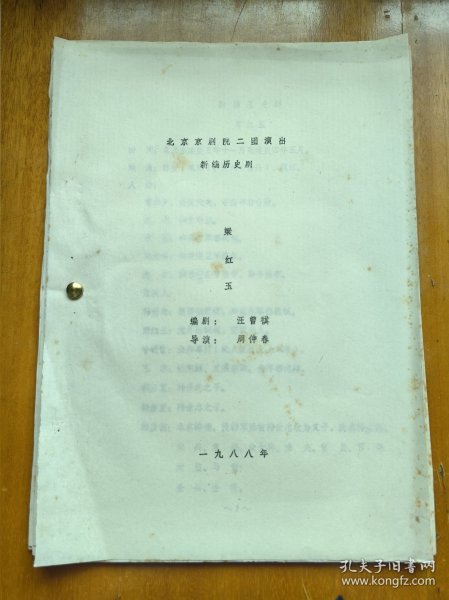 北京京剧院二团演出
新编历史剧
梁
红
玉
编剧： 汪曾祺
导演： 周仲春
一九八八年
孔夫子旧书网
www.kongfz.com